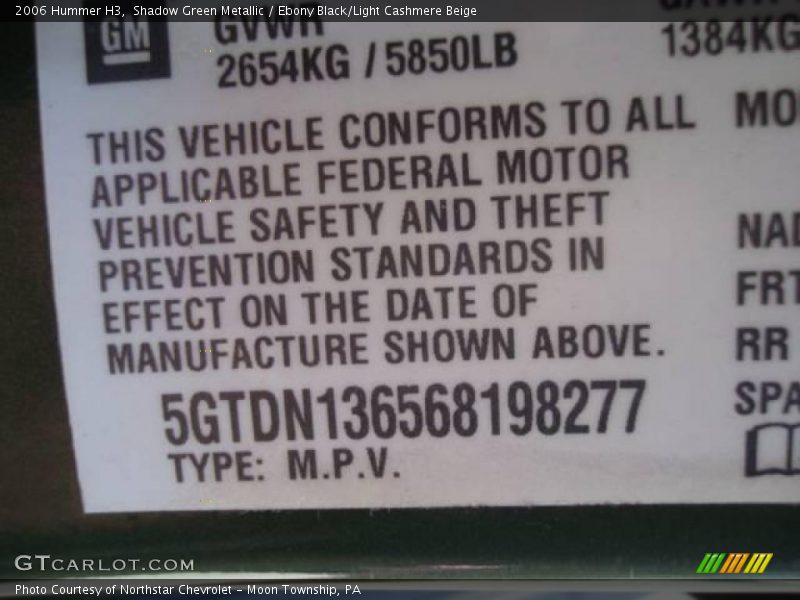 2006 Hummer H3, Shadow Green Metallic / Ebony Black/Light Cashmere Beige
GM GVWR
2654KG / 5850LB 1384KG
THIS VEHICLE CONFORMS TO ALL
APPLICABLE FEDERAL MOTOR
VEHICLE SAFETY AND THEFT
PREVENTION STANDARDS IN
EFFECT ON THE DATE OF
MANUFACTURE SHOWN ABOVE.
5GTDN136568198277
TYPE: M.P.V.
MO
NAD
FRT
RR
SPA
GTCARLOT.COM
Photo Courtesy of Northstar Chevrolet - Moon Township, PA